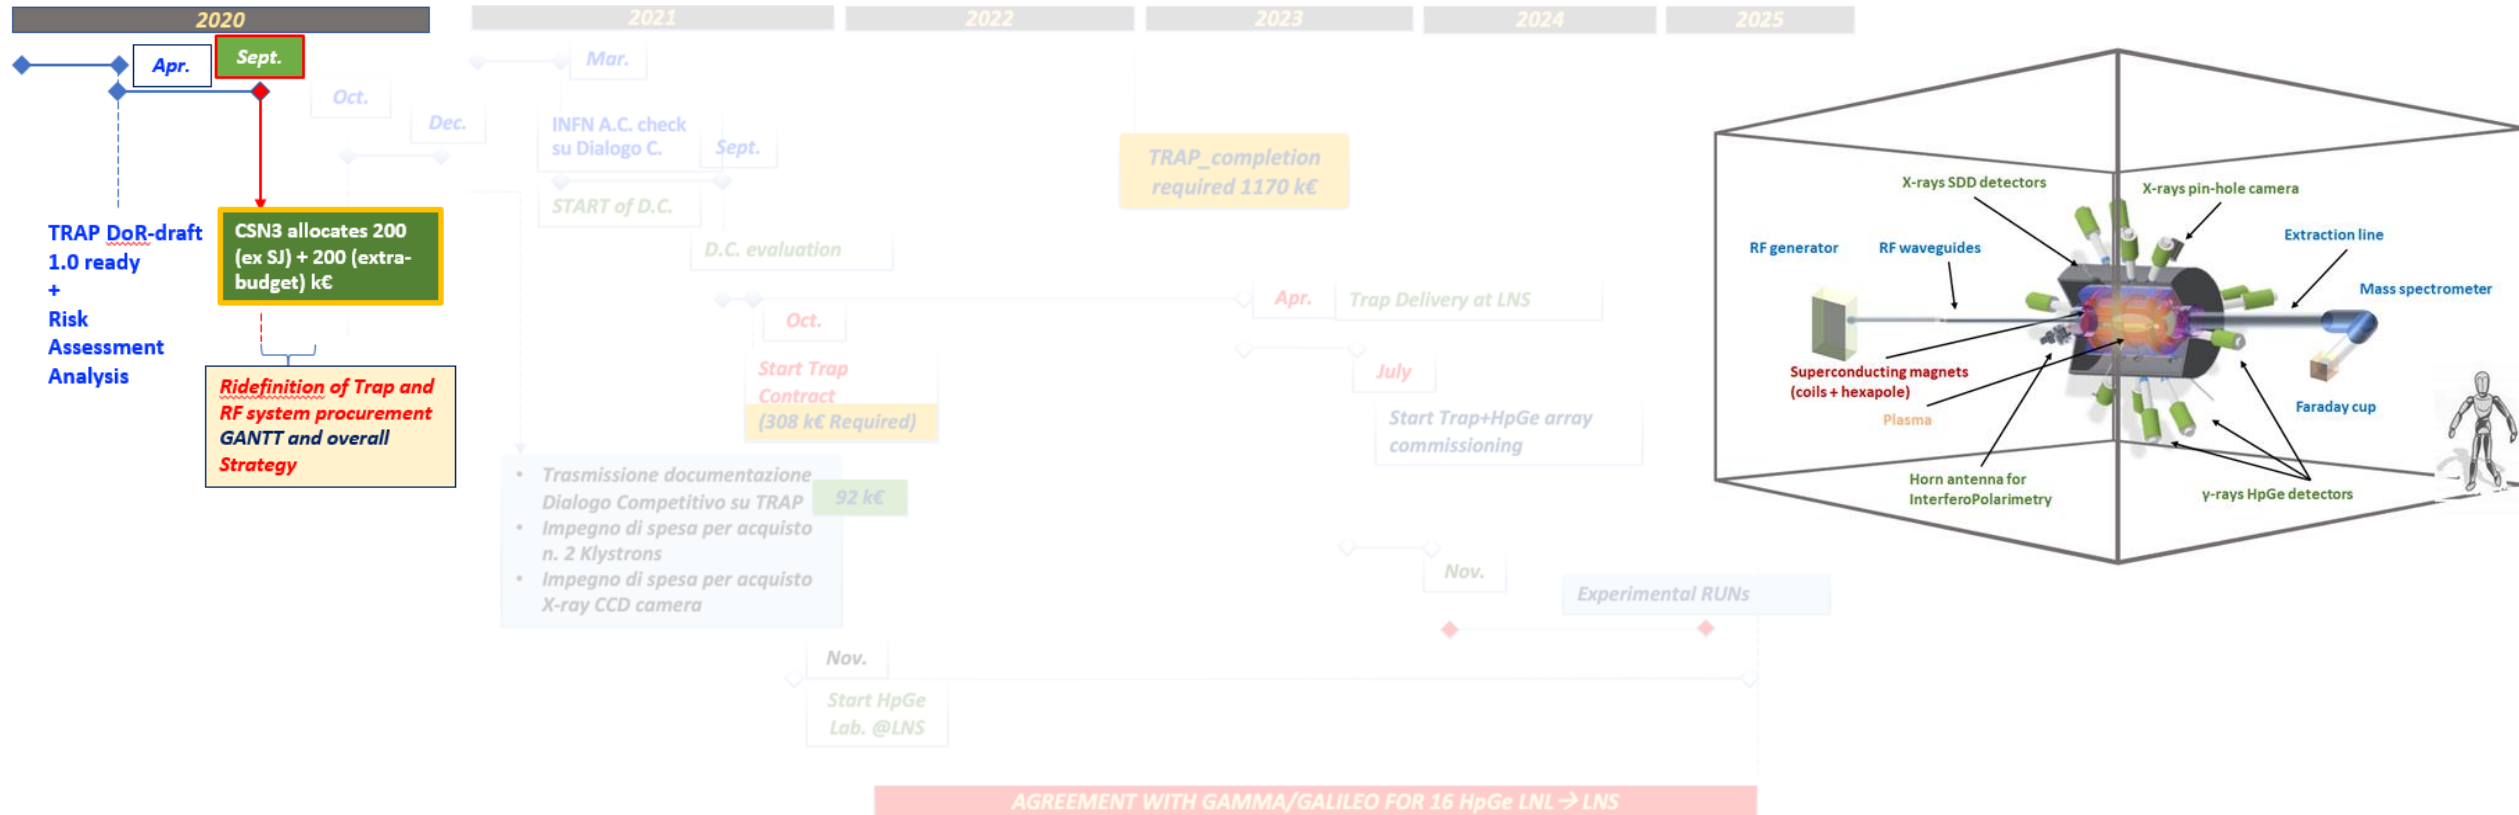 2020
2021
2022
2023
2024
2025
Apr.
Sept.
Oct.
Dec.
Mar.
INFN A.C. check
su Dialogo C.
Sept.
START of D.C.
D.C. evaluation
TRAP_completion
required 1170 k€
TRAP DoR-draft
1.0 ready
+
Risk
Assessment
Analysis
CSN3 allocates 200
(ex SJ) + 200 (extra-
budget) k€
Ridefinition of Trap and
RF system procurement
GANTT and overall
Strategy
Oct.
Start Trap
Contract
(308 k€ Required)
Apr.
Trap Delivery at LNS
July
Start Trap+HpGe array
commissioning
• Trasmissione documentazione
Dialogo Competitivo su TRAP
• Impegno di spesa per acquisto
n. 2 Klystrons
• Impegno di spesa per acquisto
X-ray CCD camera
92 k€
Nov.
Experimental RUNs
Nov.
Start HpGe
Lab. @LNS
AGREEMENT WITH GAMMA/GALILEO FOR 16 HpGe LNL→LNS
X-rays SDD detectors
X-rays pin-hole camera
RF generator
RF waveguides
Extraction line
Mass spectrometer
Superconducting magnets
(coils + hexapole)
Plasma
Faraday cup
Horn antenna for
InterferoPolarimetry
γ-rays HpGe detectors